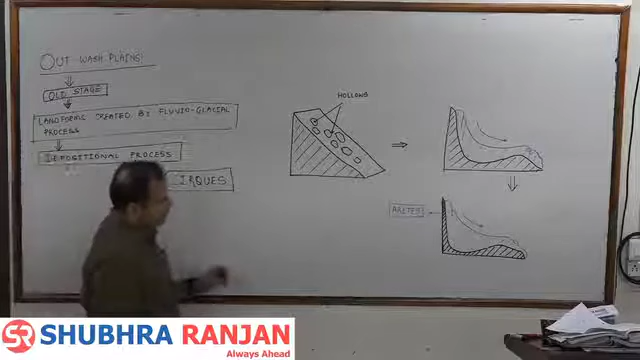 OUT WASH PLAINS:
OLD STAGE
LANDFORMS CREATED BY FLUVIO-GLACIAL
PROCESS
DEPOSITIONAL PROCESS
IRQUES
HOLLOWS
ARETES
SHUBHRA RANJAN
Always Ahead